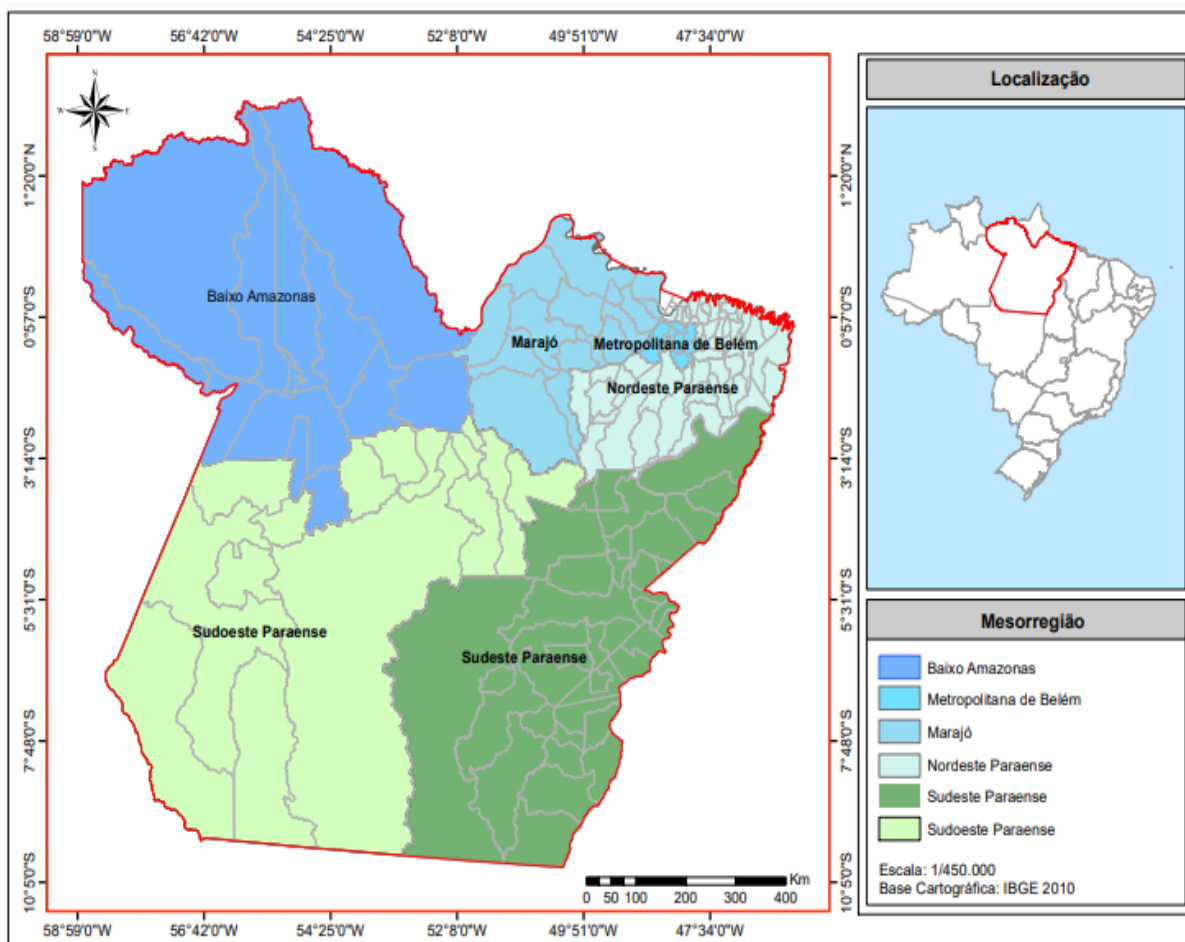 58°59'0"W 56°42'0"W 54°25'0"W 52°8'0"W 49°51'0"W 47°34'0"W
N
W E
S
1°20'0"N 1°20'0"N
0°57'0"S 0°57'0"S
3°14'0"S 3°14'0"S
5°31'0"S 5°31'0"S
7°48'0"S 7°48'0"S
10°5'0"S 10°5'0"S
Baixo Amazonas
Marajó
Metropolitana de Belém
Nordeste Paraense
Sudoeste Paraense
Sudeste Paraense
Km
0 50 100 200 300 400
58°59'0"W 56°42'0"W 54°25'0"W 52°8'0"W 49°51'0"W 47°34'0"W
Localização
Mesorregião
Baixo Amazonas
Metropolitana de Belém
Marajó
Nordeste Paraense
Sudeste Paraense
Sudoeste Paraense
Escala: 1/450.000
Base Cartográfica: IBGE 2010